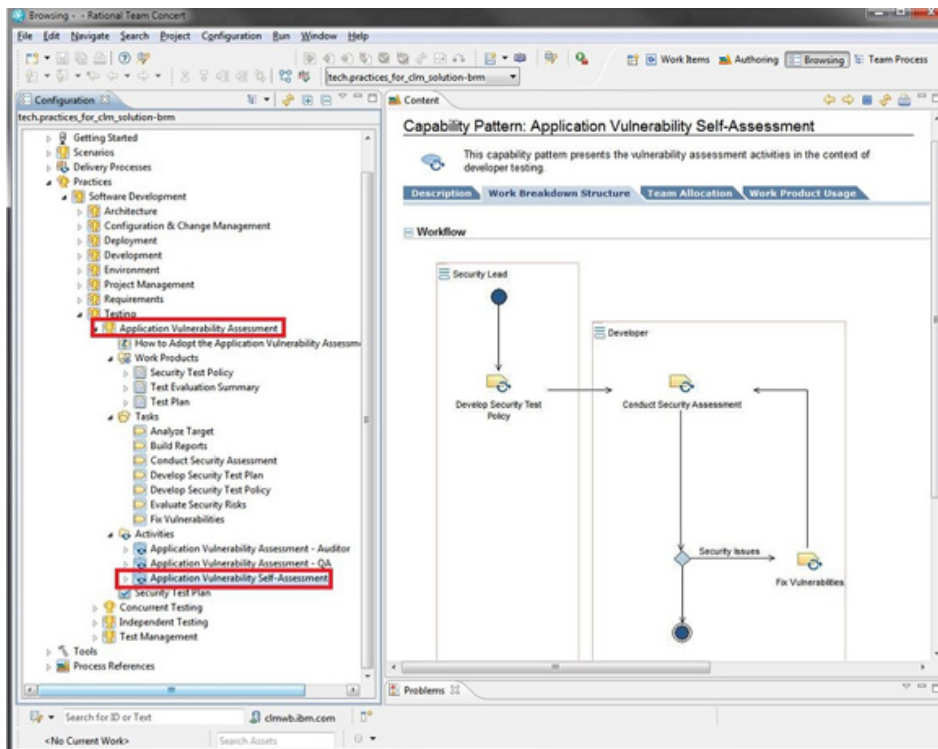 Browsing - - Rational Team Concert
File Edit Navigate Search Project Configuration Run Window Help
tech.practices_for_clm_solution-brm
Work Items Authoring Browsing Team Process
Configuration
tech.practices_for_clm_solution-brm
Getting Started
Scenarios
Delivery Processes
Practices
Software Development
Architecture
Configuration & Change Management
Deployment
Development
Environment
Project Management
Requirements
Testing
Application Vulnerability Assessment
How to Adopt the Application Vulnerability Assessm
Work Products
Security Test Policy
Test Evaluation Summary
Test Plan
Tasks
Analyze Target
Build Reports
Conduct Security Assessment
Develop Security Test Plan
Develop Security Test Policy
Evaluate Security Risks
Fix Vulnerabilities
Activities
Application Vulnerability Assessment - Auditor
Application Vulnerability Assessment - QA
Application Vulnerability Self-Assessment
Security Test Plan
Concurrent Testing
Independent Testing
Test Management
Tools
Process References
Content
Capability Pattern: Application Vulnerability Self-Assessment
This capability pattern presents the vulnerability assessment activities in the context of
developer testing.
Description Work Breakdown Structure Team Allocation Work Product Usage
Workflow
Security Lead
Developer
Develop Security Test
Policy
Conduct Security Assessment
Security Issues
Fix Vulnerabilities
Problems
Search for ID or Text clmwb.ibm.com
<No Current Work> Search Assets